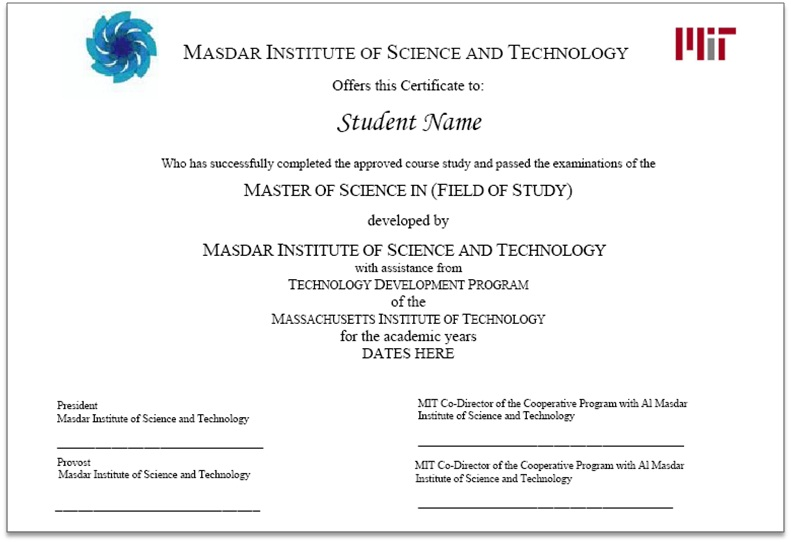 MASDAR INSTITUTE OF SCIENCE AND TECHNOLOGY
MIT
Offers this Certificate to:
Student Name
Who has successfully completed the approved course study and passed the examinations of the
MASTER OF SCIENCE IN (FIELD OF STUDY)
developed by
MASDAR INSTITUTE OF SCIENCE AND TECHNOLOGY
with assistance from
TECHNOLOGY DEVELOPMENT PROGRAM
of the
MASSACHUSETTS INSTITUTE OF TECHNOLOGY
for the academic years
DATES HERE
President
Masdar Institute of Science and Technology
MIT Co-Director of the Cooperative Program with Al Masdar
Institute of Science and Technology
Provost
Masdar Institute of Science and Technology
MIT Co-Director of the Cooperative Program with Al Masdar
Institute of Science and Technology